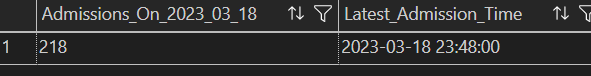 Admissions_On_2023_03_18 Latest_Admission_Time
1 218 2023-03-18 23:48:00